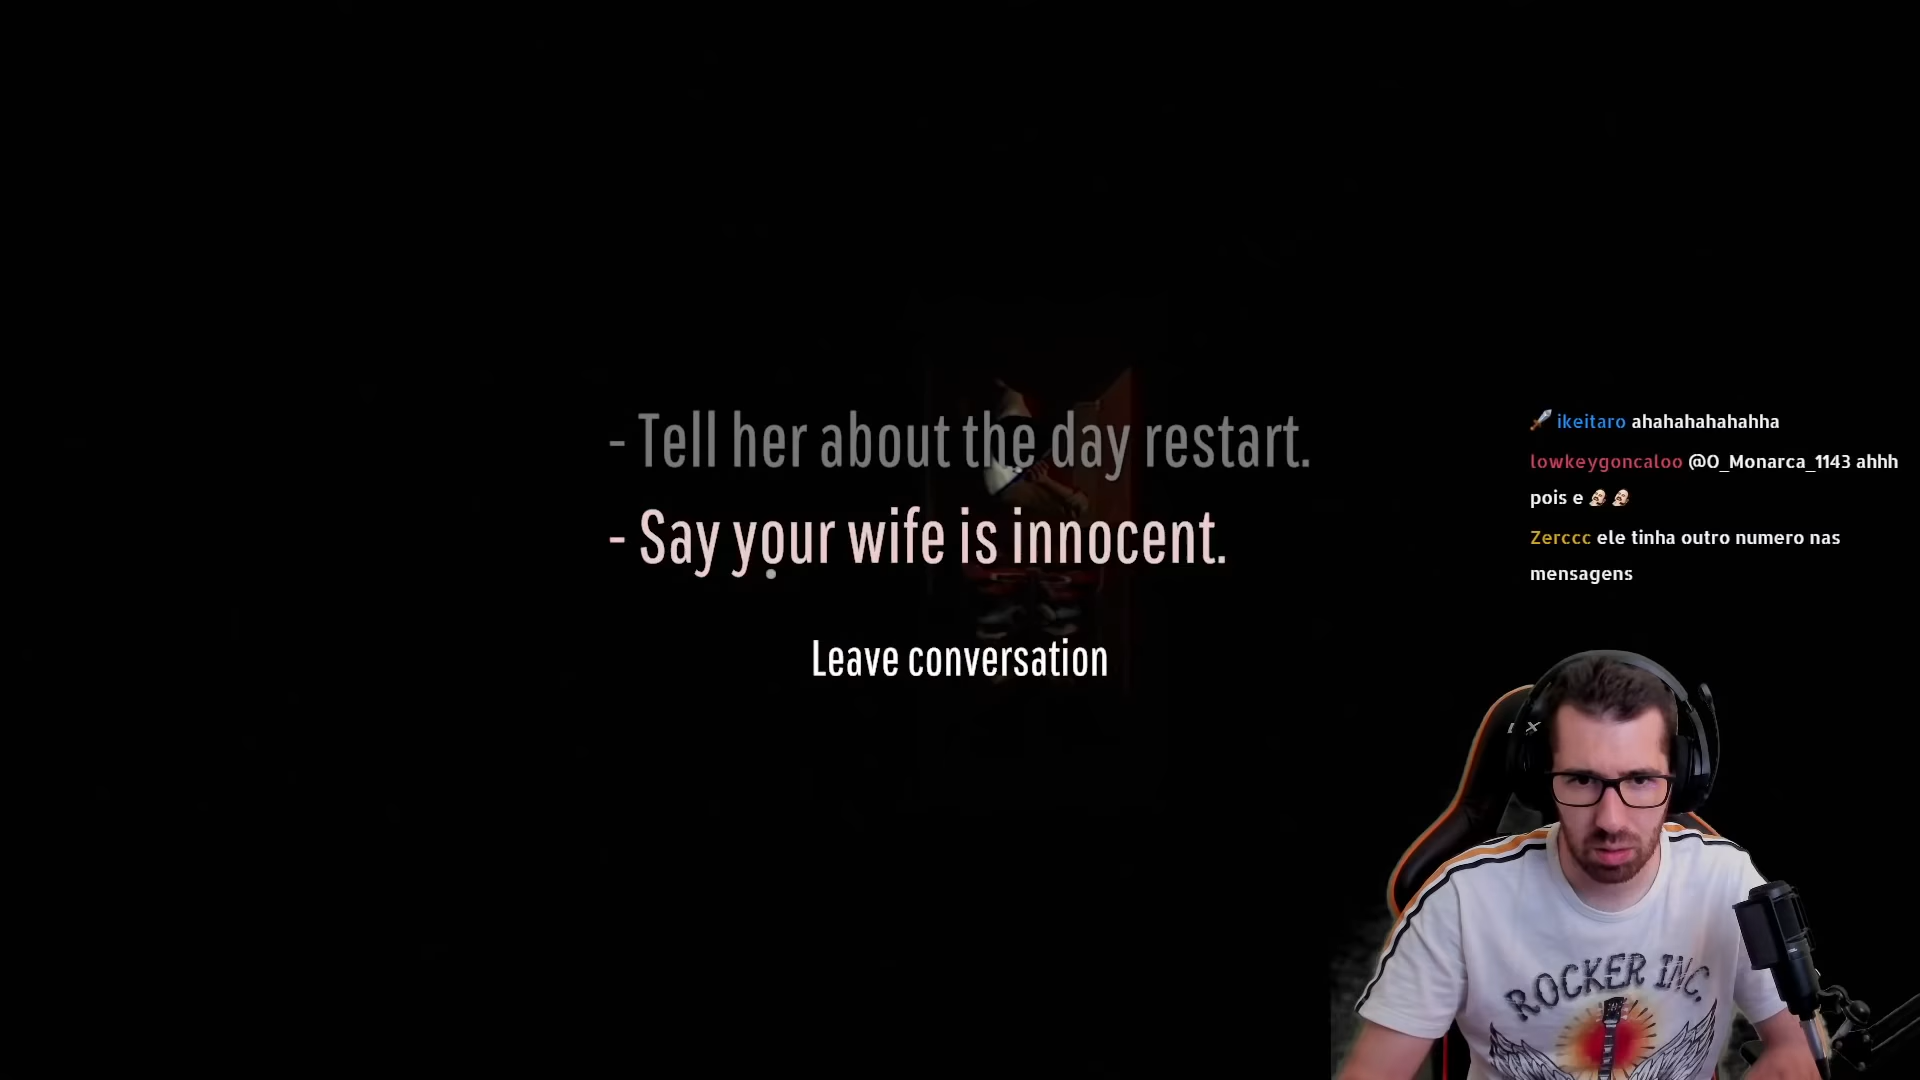 - Tell her about the day restart.
- Say your wife is innocent.
Leave conversation
ikeitaro ahahahahahahha
lowkeygoncaloo @O_Monarca_1143 ahhh
pois e
Zerccc ele tinha outro numero nas
mensagens
ROCKER INC.